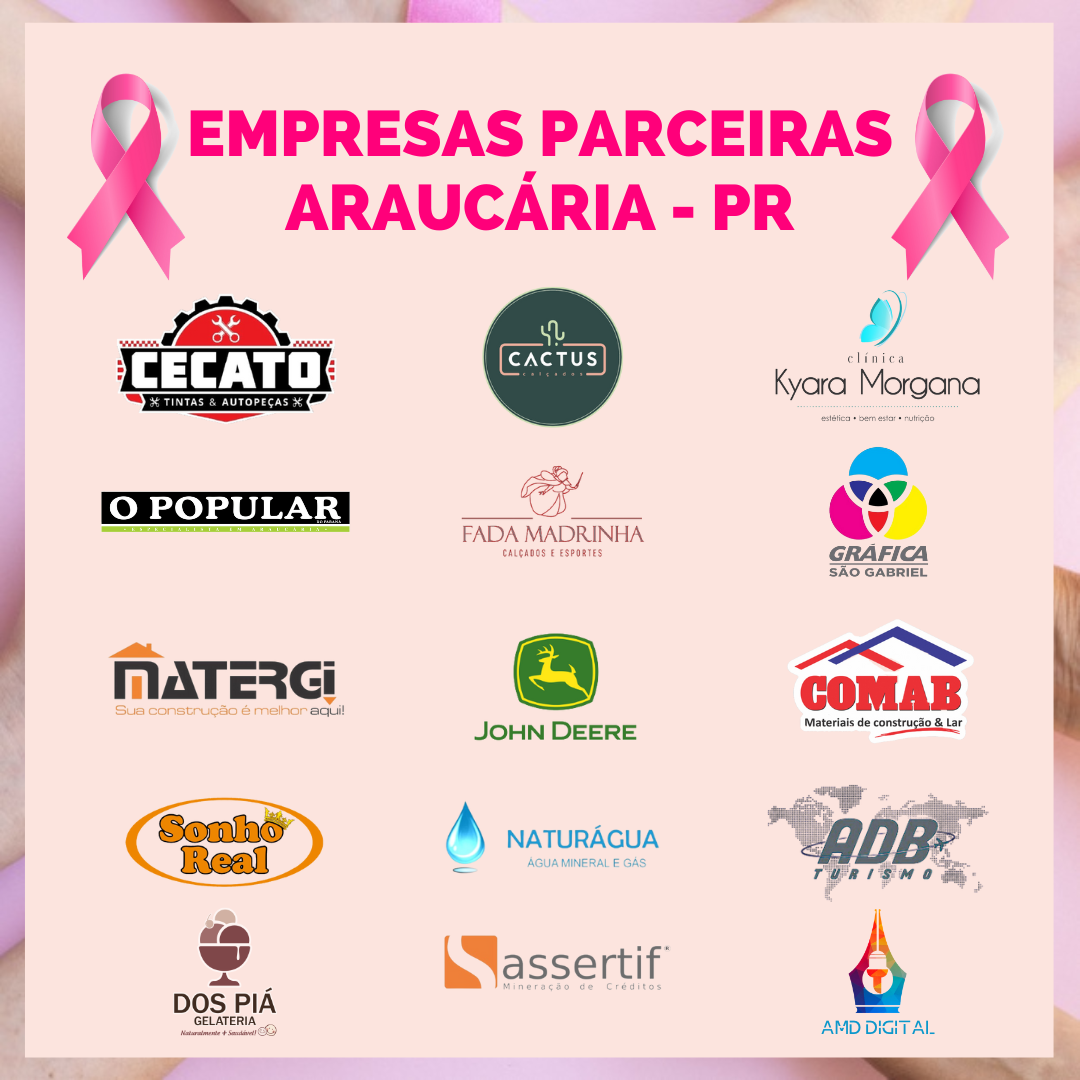 EMPRESAS PARCEIRAS
ARAUCÁRIA - PR
CECATO
TINTAS & AUTOPEÇAS
CACTUS
calçados
clínica
Kyara Morgana
estética • bem estar • nutrição
O POPULAR
DO PARANÁ
FADA MADRINHA
CALÇADOS E ESPORTES
GRÁFICA
SÃO GABRIEL
MATERGI
Sua construção é melhor aqui!
JOHN DEERE
COMAB
Materiais de construção & Lar
Sonho
Real
NATURÁGUA
ÁGUA MINERAL E GÁS
ADB
TURISMO
DOS PIÁ
GELATERIA
Naturalmente + Saudável!
assertif*
Mineração de Créditos
AMD DIGITAL